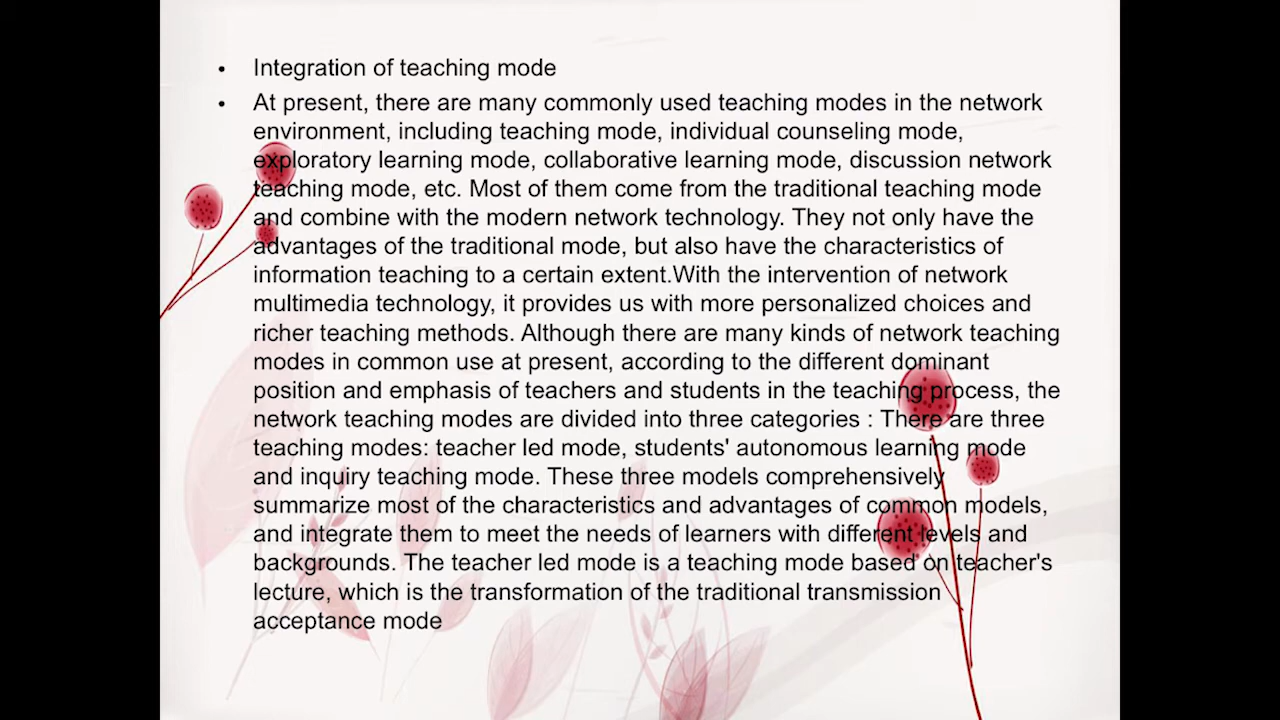 • Integration of teaching mode
• At present, there are many commonly used teaching modes in the network
environment, including teaching mode, individual counseling mode,
exploratory learning mode, collaborative learning mode, discussion network
teaching mode, etc. Most of them come from the traditional teaching mode
and combine with the modern network technology. They not only have the
advantages of the traditional mode, but also have the characteristics of
information teaching to a certain extent.With the intervention of network
multimedia technology, it provides us with more personalized choices and
richer teaching methods. Although there are many kinds of network teaching
modes in common use at present, according to the different dominant
position and emphasis of teachers and students in the teaching process, the
network teaching modes are divided into three categories : There are three
teaching modes: teacher led mode, students' autonomous learning mode
and inquiry teaching mode. These three models comprehensively
summarize most of the characteristics and advantages of common models,
and integrate them to meet the needs of learners with different levels and
backgrounds. The teacher led mode is a teaching mode based on teacher's
lecture, which is the transformation of the traditional transmission
acceptance mode